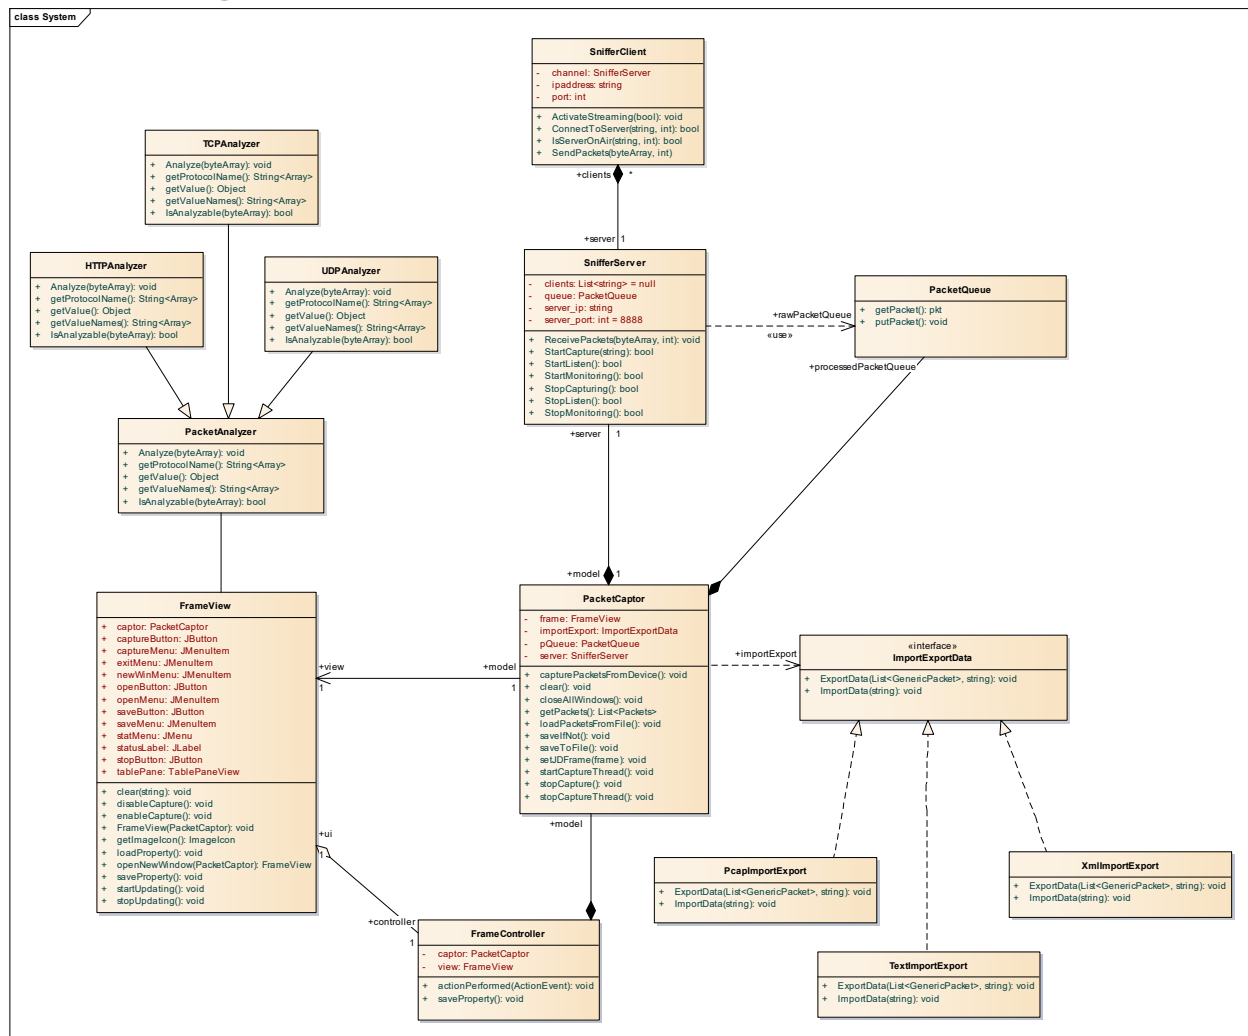 class System
SnifferClient
- channel: SnifferServer
- ipaddress: string
- port: int
+ ActivateStreaming(bool): void
+ ConnectToServer(string, int): bool
+ IsServerOnAir(string, int): bool
+ SendPackets(byteArray, int)
+clients *
+server 1
TCPAnalyzer
+ Analyze(byteArray): void
+ getProtocolName(): String<Array>
+ getValue(): Object
+ getValueNames(): String<Array>
+ IsAnalyzable(byteArray): bool
HTTPAnalyzer
+ Analyze(byteArray): void
+ getProtocolName(): String<Array>
+ getValue(): Object
+ getValueNames(): String<Array>
+ IsAnalyzable(byteArray): bool
UDPAnalyzer
+ Analyze(byteArray): void
+ getProtocolName(): String<Array>
+ getValue(): Object
+ getValueNames(): String<Array>
+ IsAnalyzable(byteArray): bool
SnifferServer
- clients: List<string> = null
- queue: PacketQueue
- server_ip: string
- server_port: int = 8888
+ ReceivePackets(byteArray, int): void
+ StartCapture(string): bool
+ StartListen(): bool
+ StartMonitoring(): bool
+ StopCapturing(): bool
+ StopListen(): bool
+ StopMonitoring(): bool
+rawPacketQueue
«use»
PacketQueue
+ getPacket(): pkt
+ putPacket(): void
+processedPacketQueue
+server 1
PacketAnalyzer
+ Analyze(byteArray): void
+ getProtocolName(): String<Array>
+ getValue(): Object
+ getValueNames(): String<Array>
+ IsAnalyzable(byteArray): bool
+model 1
FrameView
+ captor: PacketCaptor
+ captureButton: JButton
+ captureMenu: JMenuItem
+ exitMenu: JMenuItem
+ newWinMenu: JMenuItem
+ openButton: JButton
+ openMenu: JMenuItem
+ saveButton: JButton
+ saveMenu: JMenuItem
+ statMenu: JMenu
+ statusLabel: JLabel
+ stopButton: JButton
+ tablePane: TablePaneView
+ clear(string): void
+ disableCapture(): void
+ enableCapture(): void
+ FrameView(PacketCaptor): void
+ getImageIcon(): ImageIcon
+ loadProperty(): void
+ openNewWindow(PacketCaptor): FrameView
+ saveProperty(): void
+ startUpdating(): void
+ stopUpdating(): void
+view
1
+model
1
PacketCaptor
- frame: FrameView
- importExport: ImportExportData
- pQueue: PacketQueue
- server: SnifferServer
+ capturePacketsFromDevice(): void
+ clear(): void
+ closeAllWindows(): void
+ getPackets(): List<Packets>
+ loadPacketsFromFile(): void
+ saveIfNot(): void
+ saveToFile(): void
+ setJDFrame(frame): void
+ startCaptureThread(): void
+ stopCapture(): void
+ stopCaptureThread(): void
+importExport
«interface»
ImportExportData
+ ExportData(List<GenericPacket>, string): void
+ ImportData(string): void
+model
+ui
1
+controller
1
FrameController
- captor: PacketCaptor
- view: FrameView
+ actionPerformed(ActionEvent): void
+ saveProperty(): void
PcapImportExport
+ ExportData(List<GenericPacket>, string): void
+ ImportData(string): void
XmlImportExport
+ ExportData(List<GenericPacket>, string): void
+ ImportData(string): void
TextImportExport
+ ExportData(List<GenericPacket>, string): void
+ ImportData(string): void